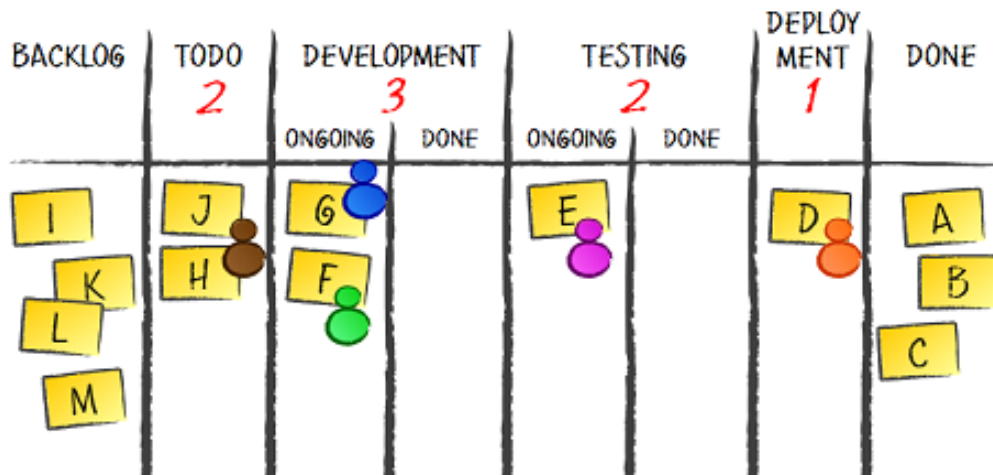 BACKLOG TODO DEVELOPMENT TESTING DEPLOY
MENT DONE
2 3 2 1
ONGOING DONE ONGOING DONE
I J G E D A
K H F B
L C
M